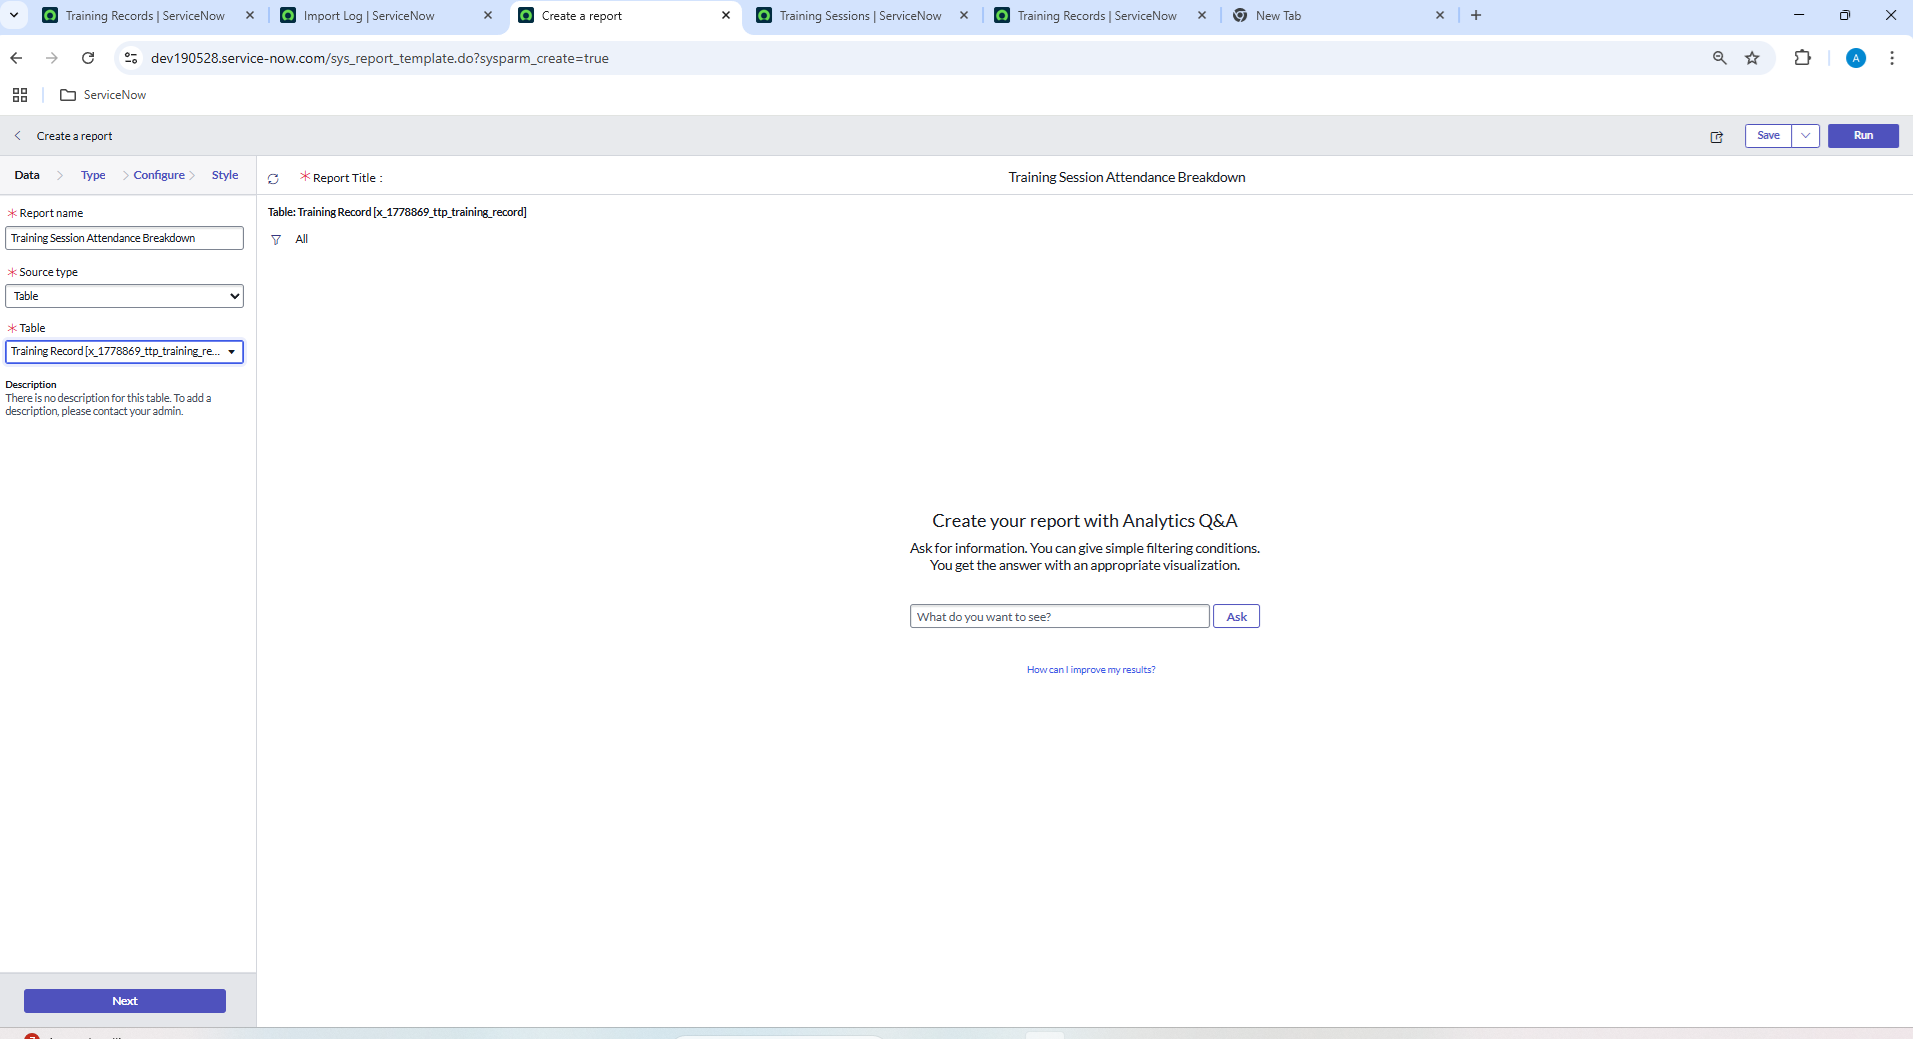 Training Records | ServiceNow
Import Log | ServiceNow
Create a report
Training Sessions | ServiceNow
Training Records | ServiceNow
New Tab
dev190528.service-now.com/sys_report_template.do?sysparm_create=true
A
ServiceNow
Create a report
Save
Run
Data
Type
Configure
Style
* Report Title :
Training Session Attendance Breakdown
* Report name
Training Session Attendance Breakdown
* Source type
Table
* Table
Training Record [x_1778869_ttp_training_re...
Description
There is no description for this table. To add a
description, please contact your admin.
Table: Training Record [x_1778869_ttp_training_record]
All
Create your report with Analytics Q&A
Ask for information. You can give simple filtering conditions.
You get the answer with an appropriate visualization.
What do you want to see?
Ask
How can I improve my results?
Next